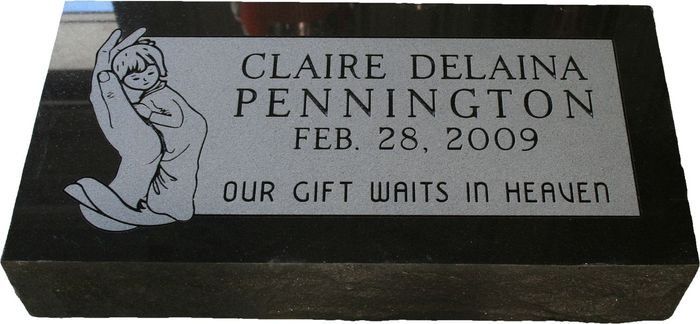 CLAIRE DELAINA
PENNINGTON
FEB. 28, 2009
OUR GIFT WAITS IN HEAVEN